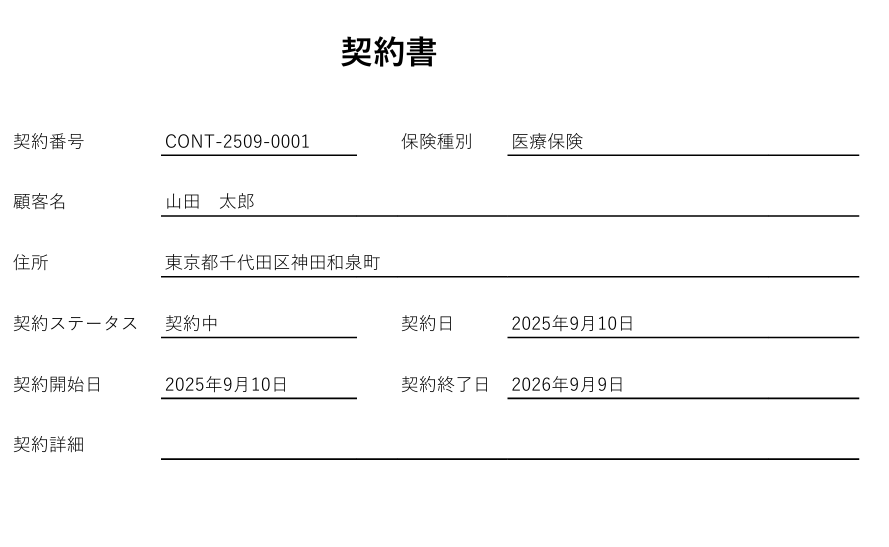 契約書
契約番号 CONT-2509-0001 保険種別 医療保険
顧客名 山田　太郎
住所 東京都千代田区神田和泉町
契約ステータス 契約中 契約日 2025年9月10日
契約開始日 2025年9月10日 契約終了日 2026年9月9日
契約詳細